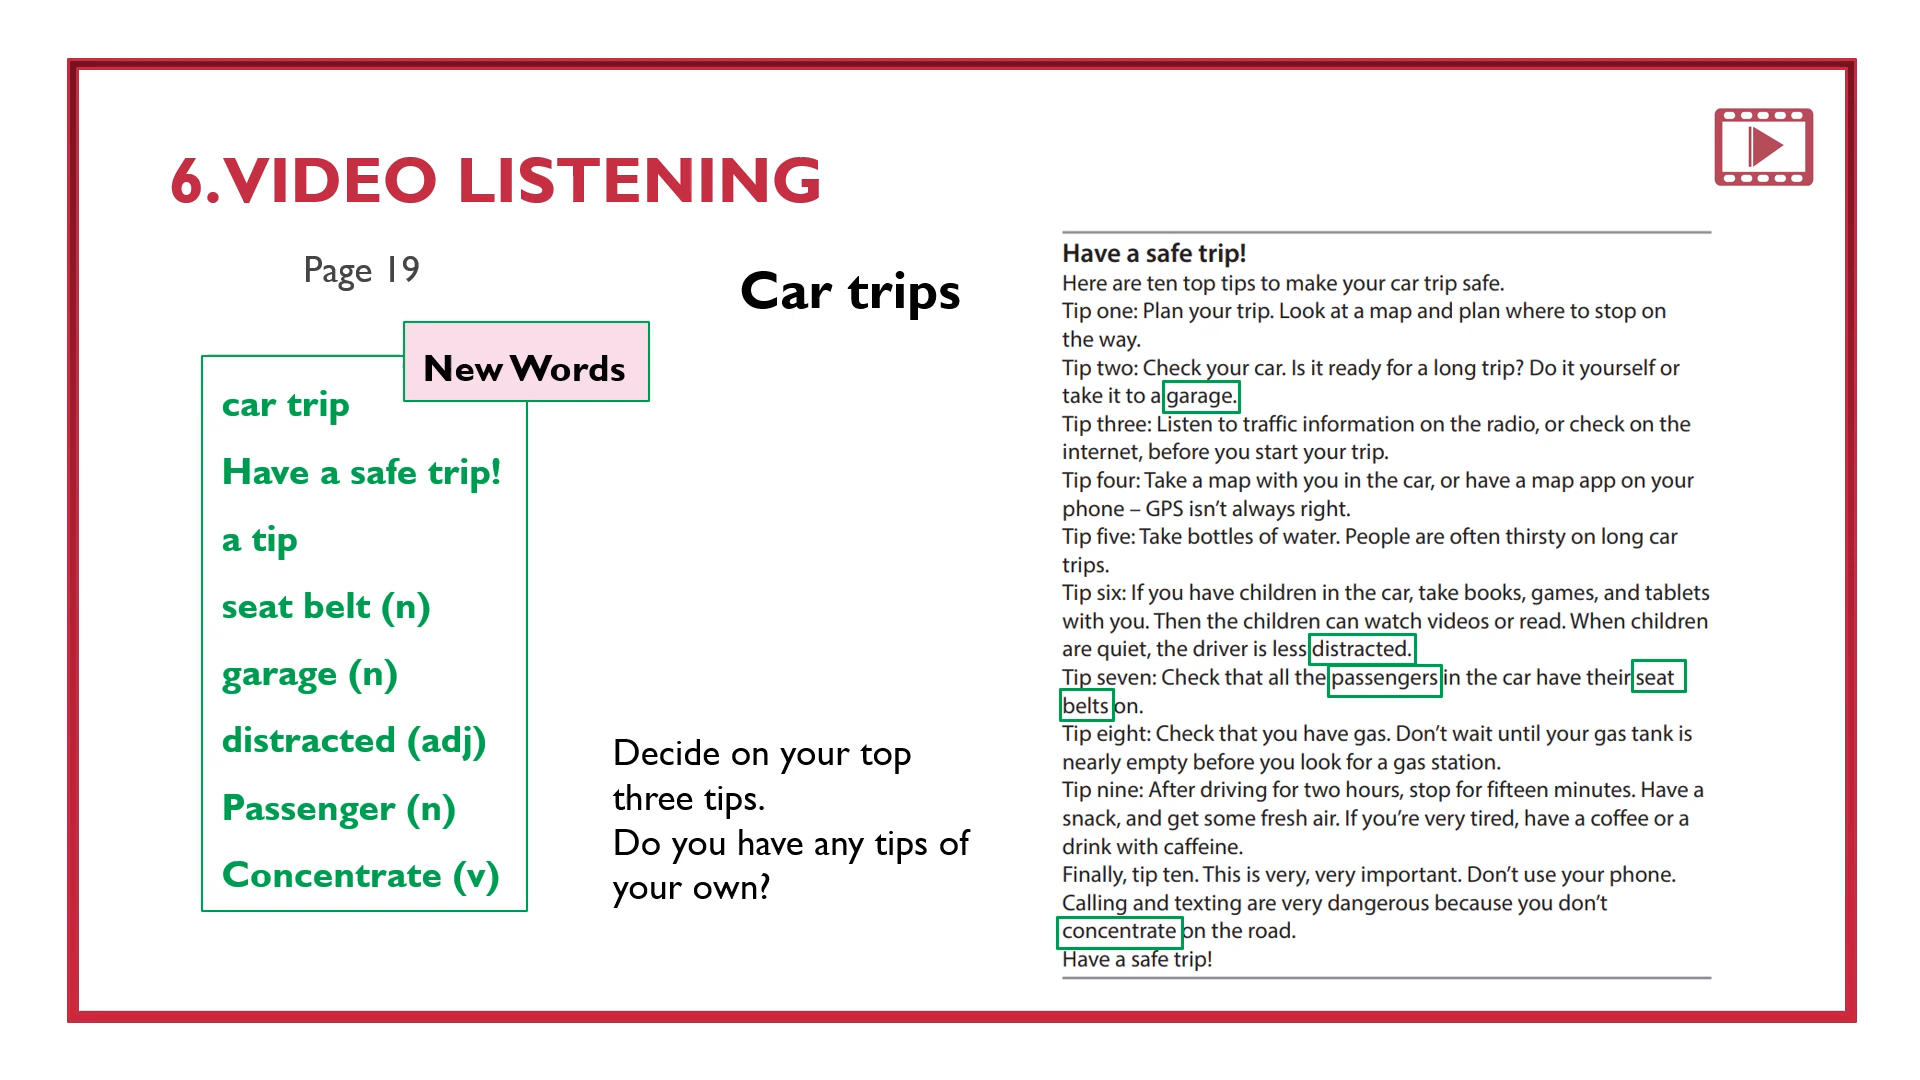 6. VIDEO LISTENING
Page 19
Car trips
New Words
car trip
Have a safe trip!
a tip
seat belt (n)
garage (n)
distracted (adj)
Passenger (n)
Concentrate (v)
Decide on your top
three tips.
Do you have any tips of
your own?
Have a safe trip!
Here are ten top tips to make your car trip safe.
Tip one: Plan your trip. Look at a map and plan where to stop on
the way.
Tip two: Check your car. Is it ready for a long trip? Do it yourself or
take it to a garage.
Tip three: Listen to traffic information on the radio, or check on the
internet, before you start your trip.
Tip four: Take a map with you in the car, or have a map app on your
phone – GPS isn’t always right.
Tip five: Take bottles of water. People are often thirsty on long car
trips.
Tip six: If you have children in the car, take books, games, and tablets
with you. Then the children can watch videos or read. When children
are quiet, the driver is less distracted.
Tip seven: Check that all the passengers in the car have their seat
belts on.
Tip eight: Check that you have gas. Don’t wait until your gas tank is
nearly empty before you look for a gas station.
Tip nine: After driving for two hours, stop for fifteen minutes. Have a
snack, and get some fresh air. If you’re very tired, have a coffee or a
drink with caffeine.
Finally, tip ten. This is very, very important. Don’t use your phone.
Calling and texting are very dangerous because you don’t
concentrate on the road.
Have a safe trip!